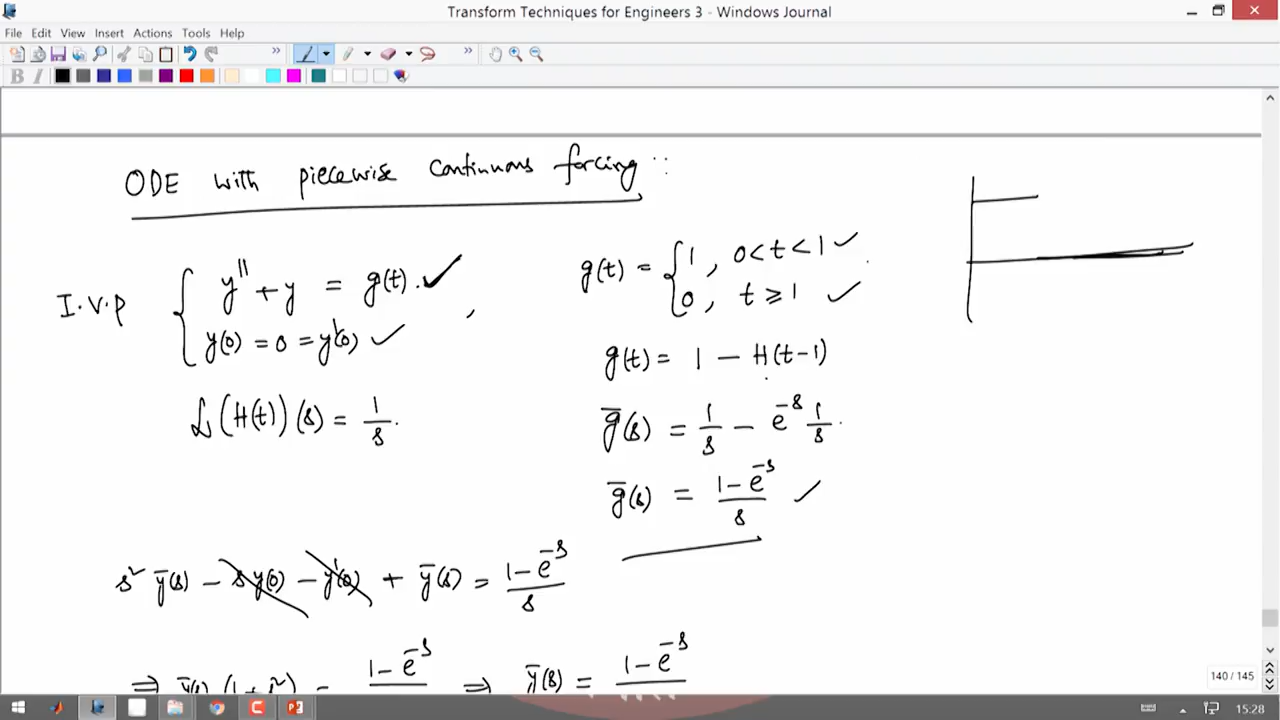 Transform Techniques for Engineers 3 - Windows Journal
File Edit View Insert Actions Tools Help
B I
ODE with piecewise continuous forcing ::
I.V.P { y'' + y = g(t). ✓
y(0) = 0 = y'(0) ✓ ,
g(t) = { 1, 0 < t < 1 ✓
0, t ≥ 1 ✓
g(t) = 1 − H(t−1)
ℒ(H(t))(s) = 1/s.
ḡ(s) = 1/s − e^{-s} 1/s.
ḡ(s) = (1 − e^{-s})/s ✓
s² ȳ(s) − s y(0) − y'(0) + ȳ(s) = (1 − e^{-s})/s
⇒ ȳ(s) (1 + s²) = 1 − e^{-s} ⇒ ȳ(s) = 1 − e^{-s}
140 / 145
15:28